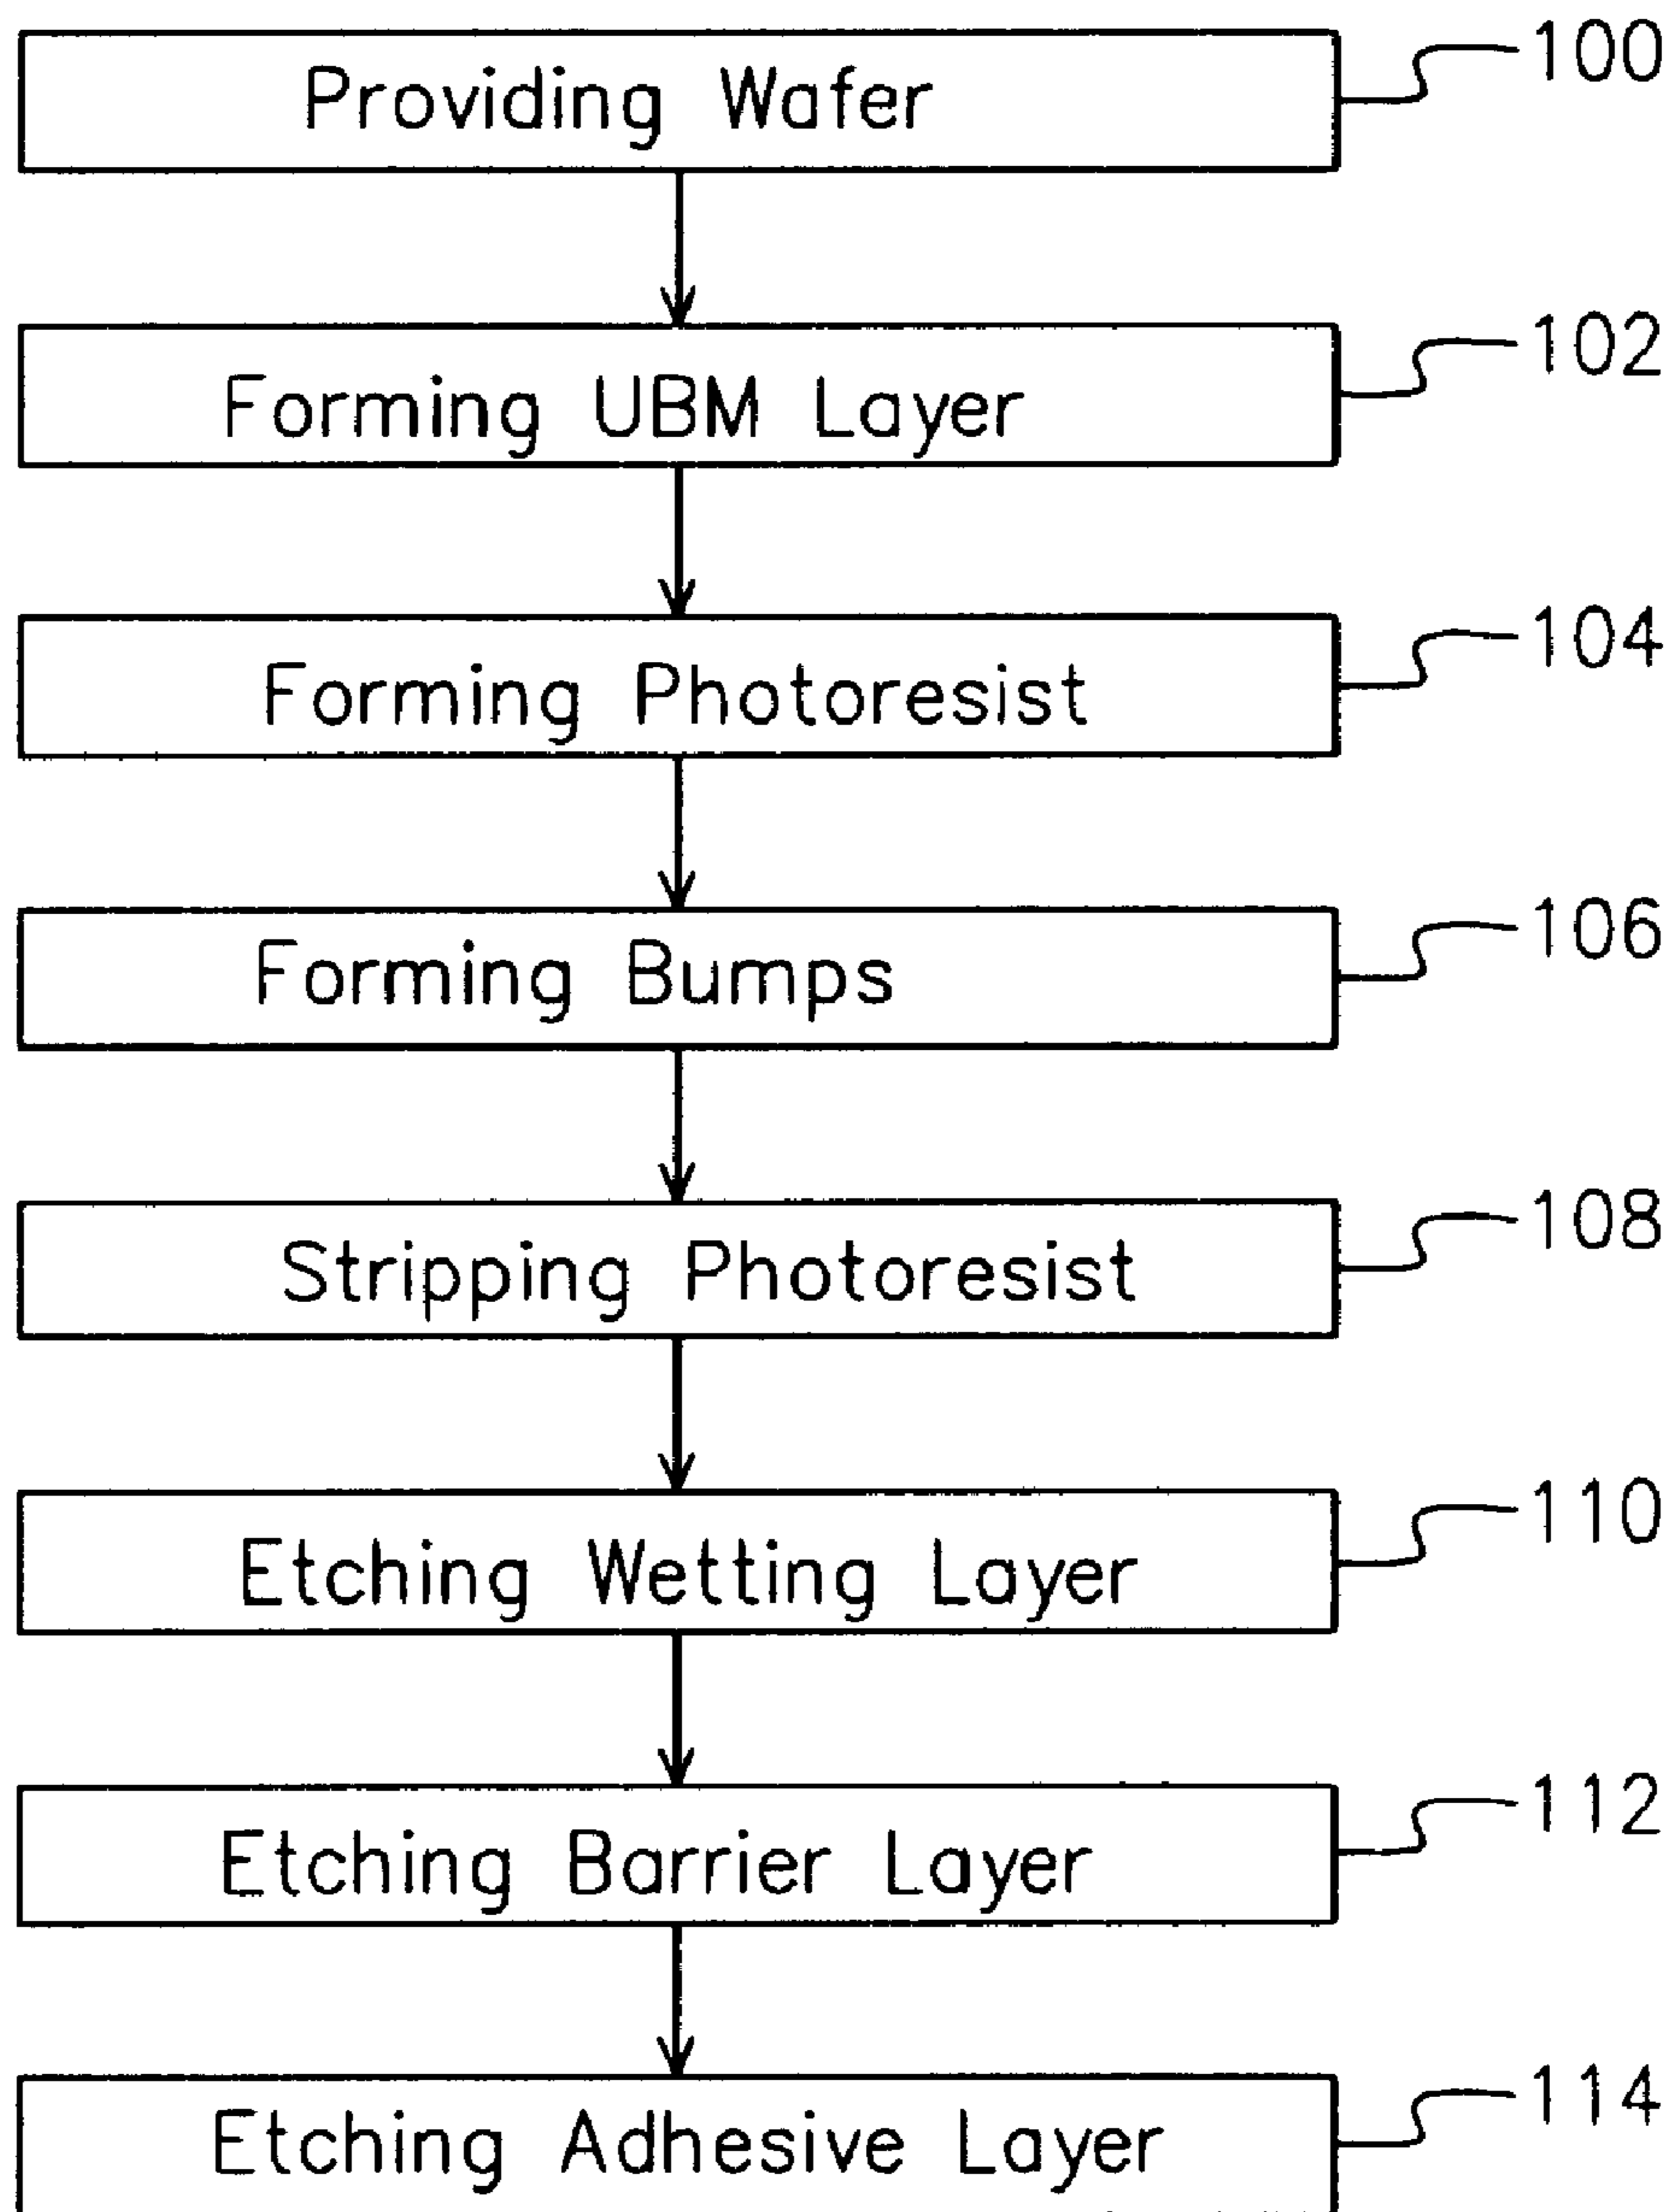 Providing Wafer 100
Forming UBM Layer 102
Forming Photoresist 104
Forming Bumps 106
Stripping Photoresist 108
Etching Wetting Layer 110
Etching Barrier Layer 112
Etching Adhesive Layer 114